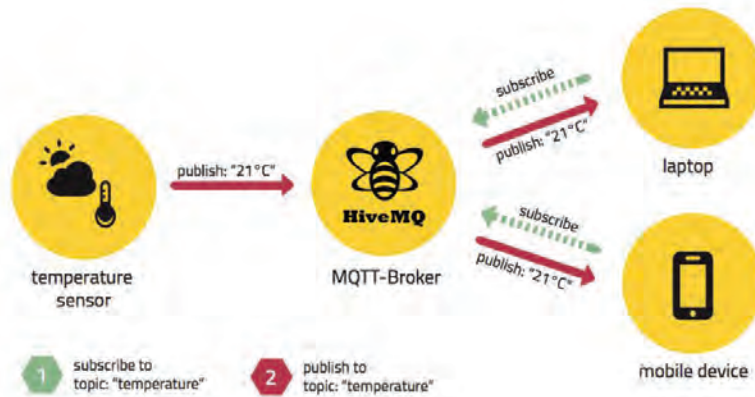 subscribe
publish: "21°C"
laptop
publish: "21°C"
HiveMQ
subscribe
publish: "21°C"
temperature
sensor
MQTT-Broker
mobile device
1
subscribe to
topic: "temperature"
2
publish to
topic: "temperature"